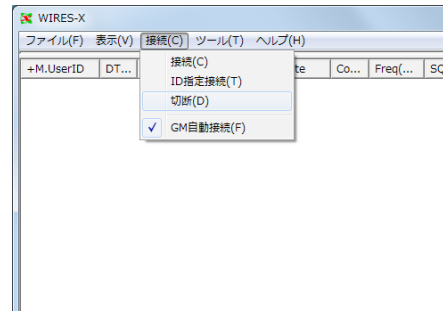 WIRES-X
ファイル(F) 表示(V) 接続(C) ツール(T) ヘルプ(H)
+M.UserID DT... te Co... Freq(... SQ
接続(C)
ID指定接続(T)
切断(D)
✓ GM自動接続(F)